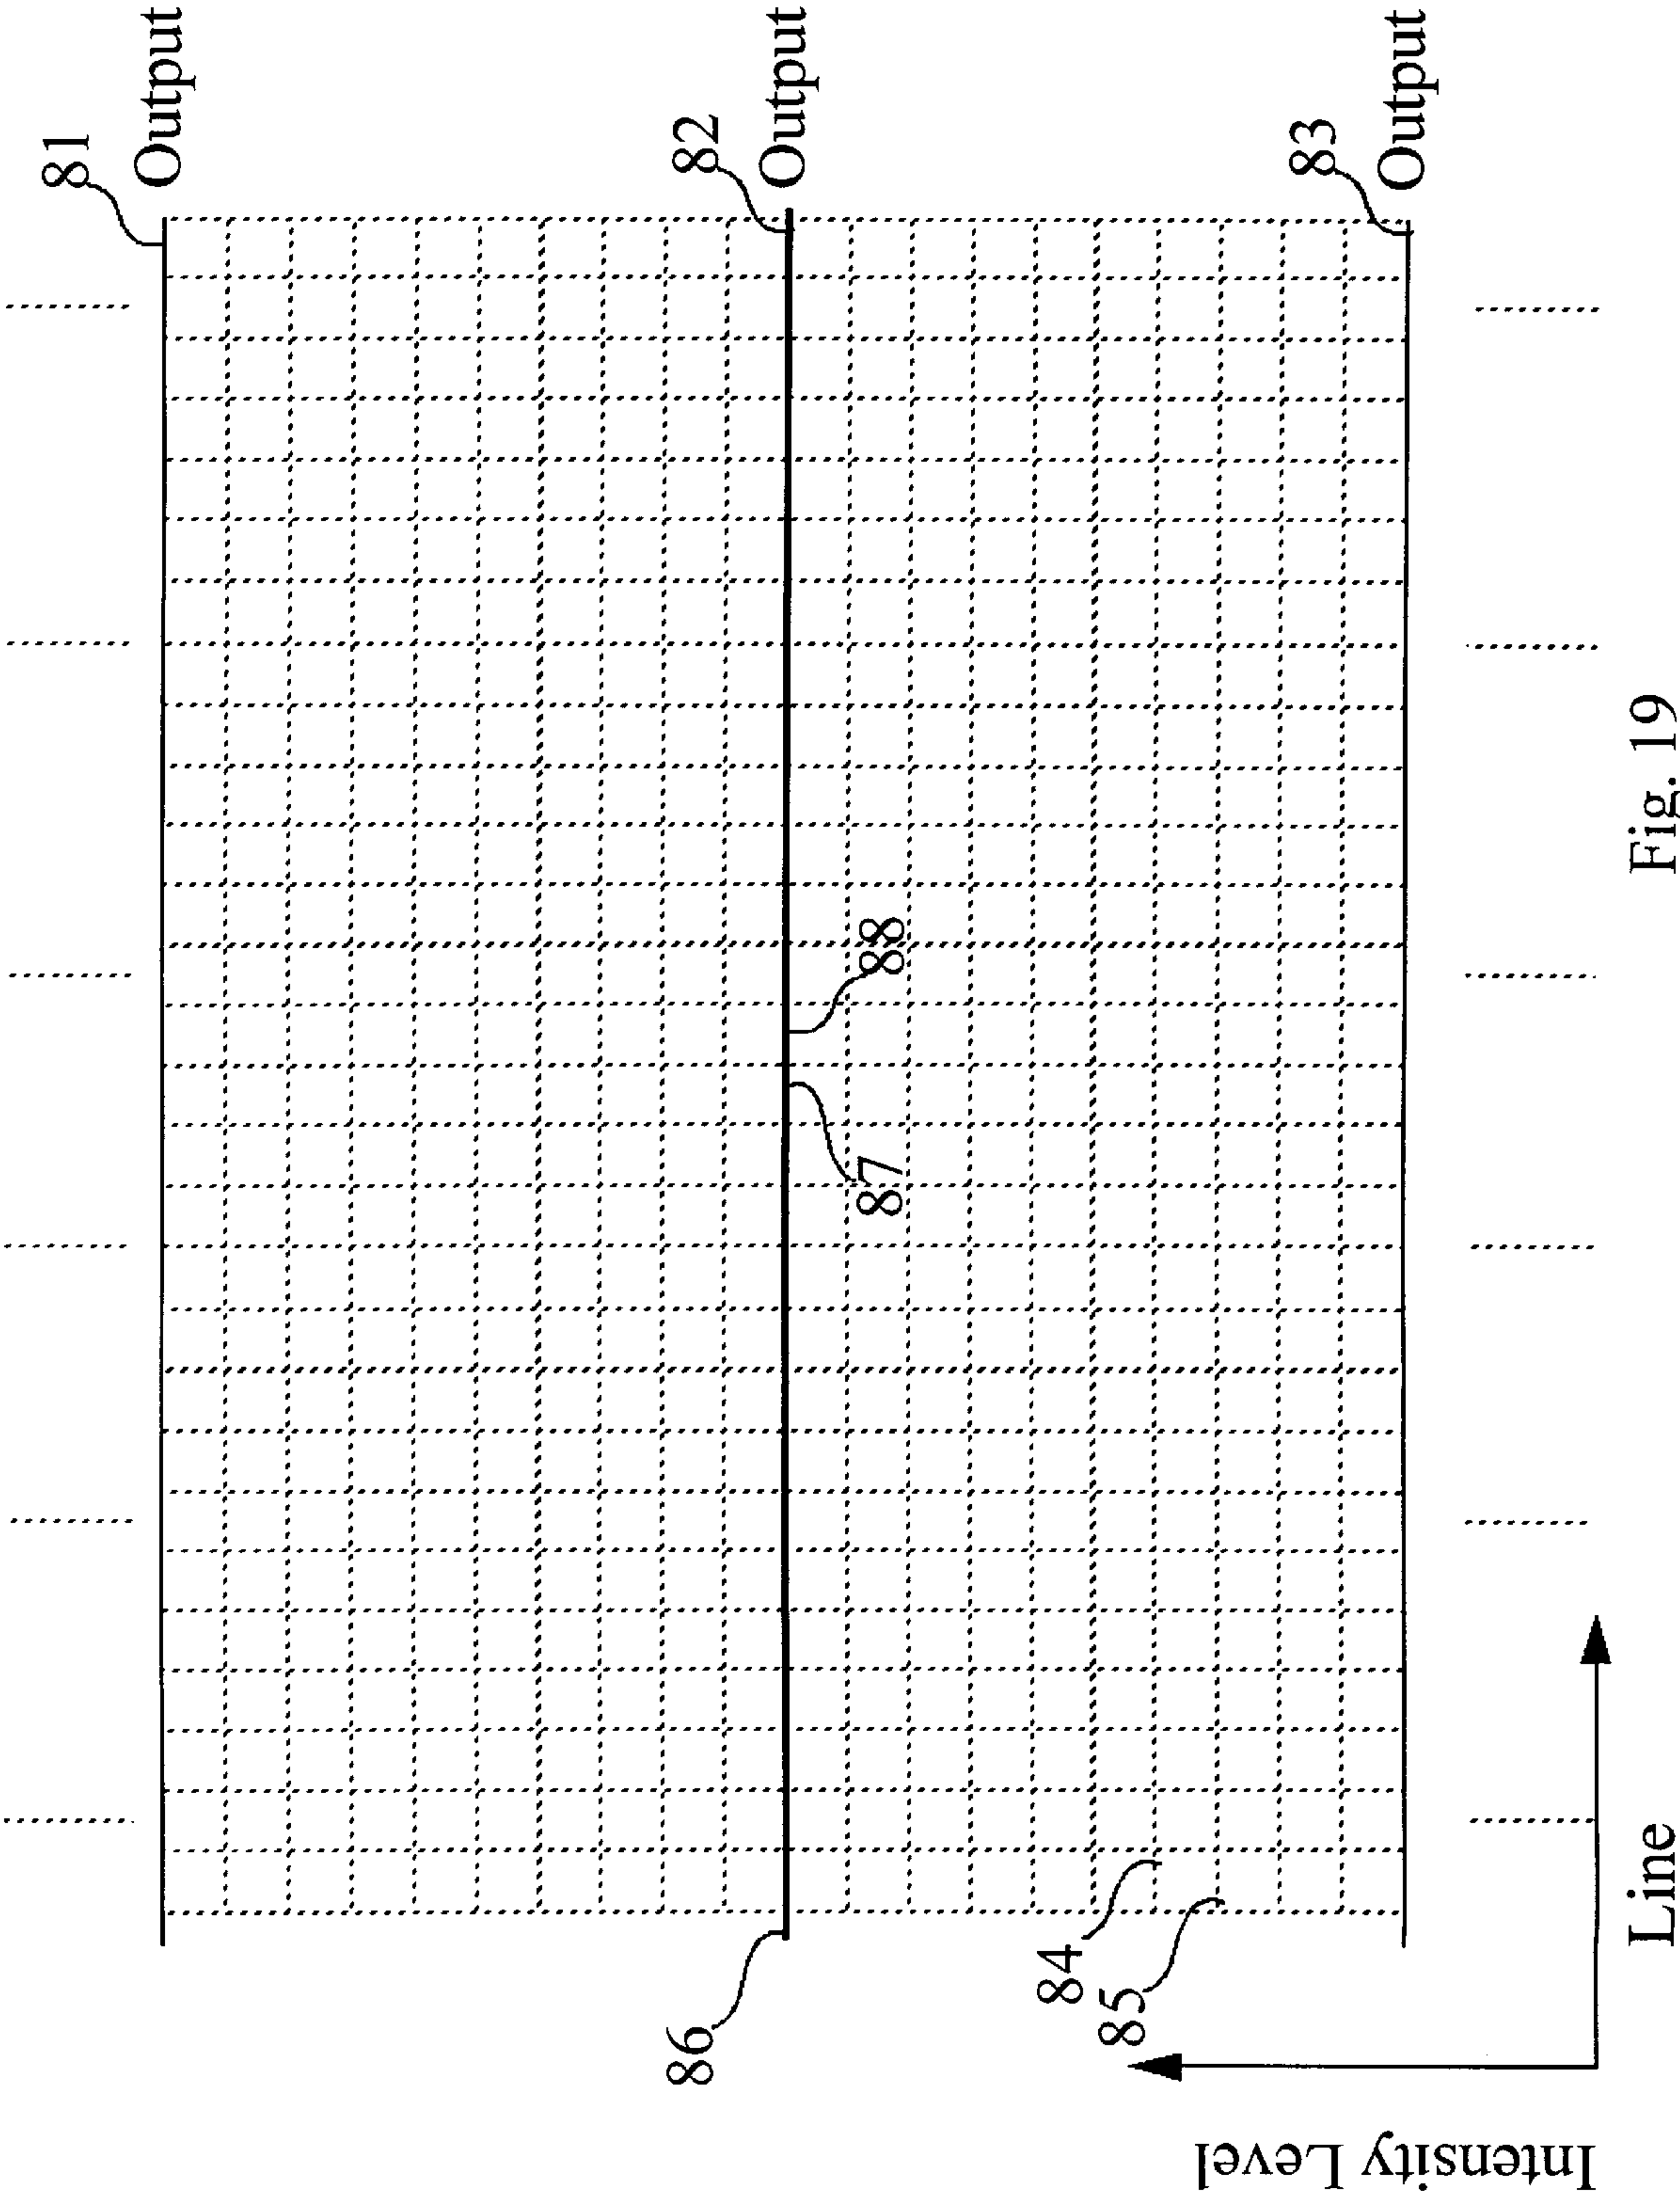 81
Output
82
Output
83
Output
88
87
86
84
85
Intensity Level
Line
Fig. 19